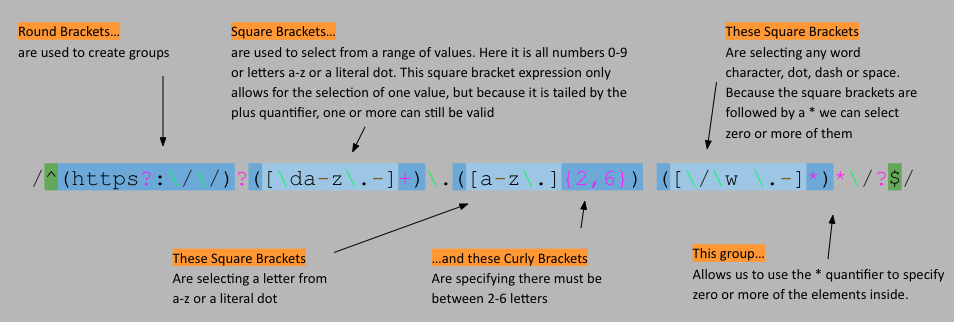 Round Brackets...
are used to create groups
Square Brackets...
are used to select from a range of values. Here it is all numbers 0-9
or letters a-z or a literal dot. This square bracket expression only
allows for the selection of one value, but because it is tailed by the
plus quantifier, one or more can still be valid
These Square Brackets
Are selecting any word
character, dot, dash or space.
Because the square brackets are
followed by a * we can select
zero or more of them
/^(https?:\/\/)?([\da-z\.-]+)\.([a-z\.]{2,6}) ([\/\w \.-]*)*\/?$/
These Square Brackets
Are selecting a letter from
a-z or a literal dot
...and these Curly Brackets
Are specifying there must be
between 2-6 letters
This group...
Allows us to use the * quantifier to specify
zero or more of the elements inside.